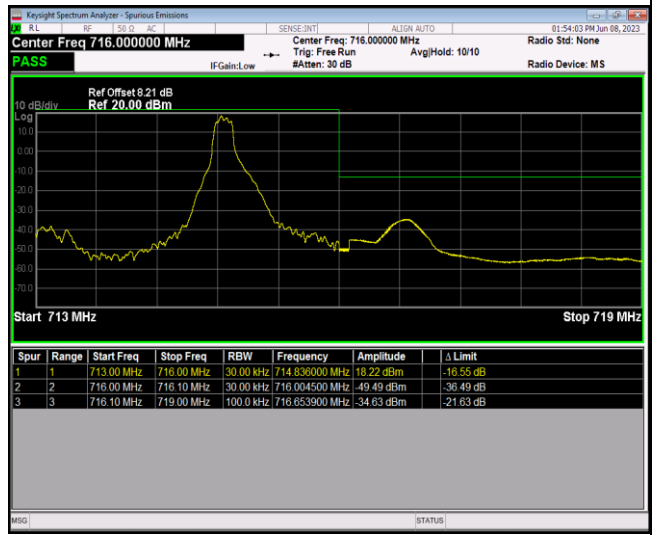 Keysight Spectrum Analyzer - Spurious Emissions
LXI RL RF 50 Ω AC SENSE:INT ALIGN AUTO 01:54:03 PM Jun 08, 2023
Center Freq 716.000000 MHz Center Freq: 716.000000 MHz Radio Std: None
Trig: Free Run Avg|Hold: 10/10
PASS IFGain:Low #Atten: 30 dB Radio Device: MS
Ref Offset 8.21 dB
10 dB/div Ref 20.00 dBm
Log
10.0
0.00
-10.0
-20.0
-30.0
-40.0
-50.0
-60.0
-70.0
Start 713 MHz Stop 719 MHz
Spur Range Start Freq Stop Freq RBW Frequency Amplitude Δ Limit
1 1 713.00 MHz 716.00 MHz 30.00 kHz 714.836000 MHz 18.22 dBm -16.55 dB
2 2 716.00 MHz 716.10 MHz 30.00 kHz 716.004500 MHz -49.49 dBm -36.49 dB
3 3 716.10 MHz 719.00 MHz 100.0 kHz 716.653900 MHz -34.63 dBm -21.63 dB
MSG STATUS